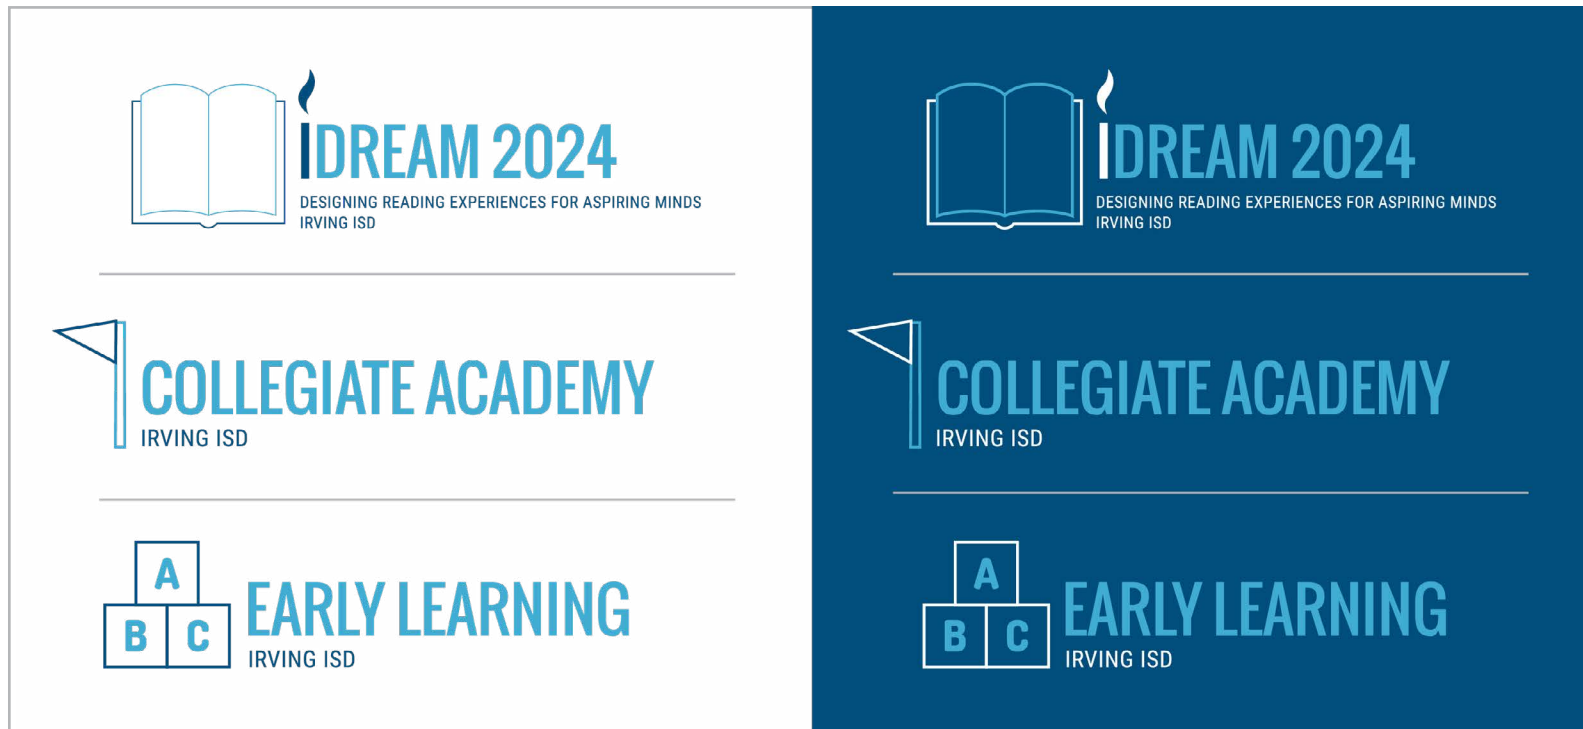 iDREAM 2024
DESIGNING READING EXPERIENCES FOR ASPIRING MINDS
IRVING ISD
COLLEGIATE ACADEMY
IRVING ISD
A
B C
EARLY LEARNING
IRVING ISD
iDREAM 2024
DESIGNING READING EXPERIENCES FOR ASPIRING MINDS
IRVING ISD
COLLEGIATE ACADEMY
IRVING ISD
A
B C
EARLY LEARNING
IRVING ISD